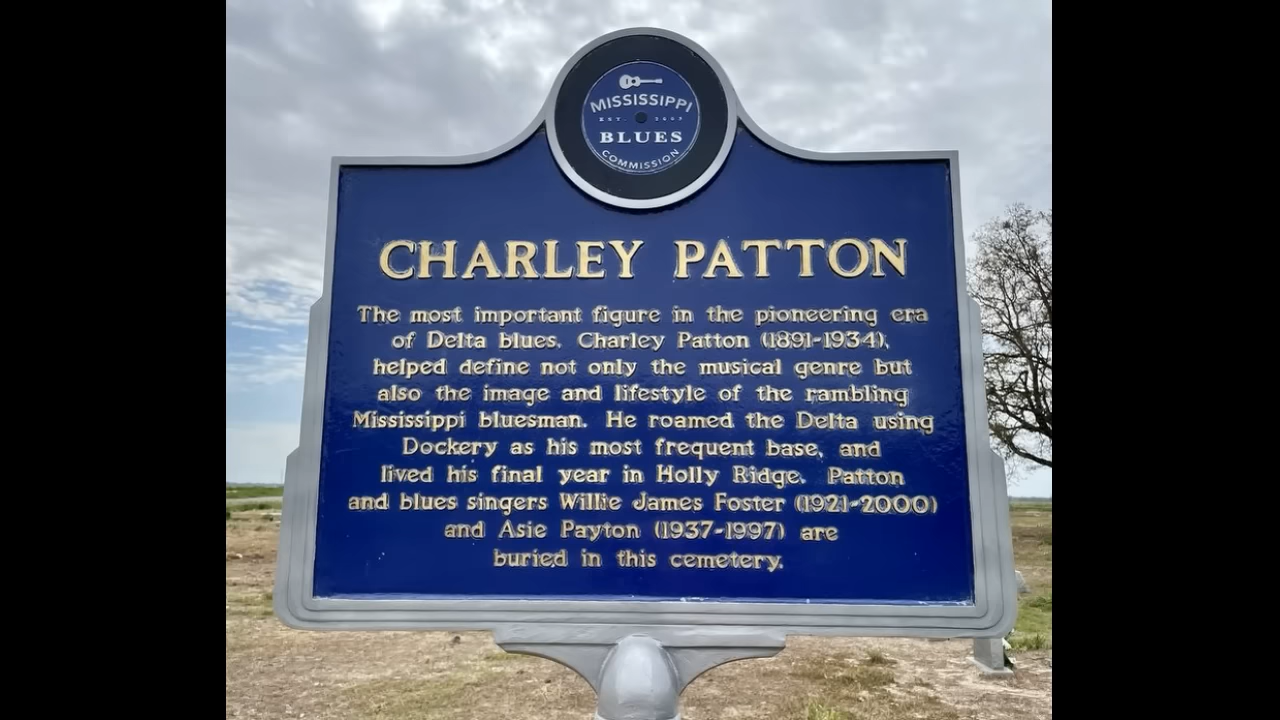 MISSISSIPPI
EST. 2003
BLUES
COMMISSION
CHARLEY PATTON
The most important figure in the pioneering era
of Delta blues, Charley Patton (1891-1934),
helped define not only the musical genre but
also the image and lifestyle of the rambling
Mississippi bluesman. He roamed the Delta using
Dockery as his most frequent base, and
lived his final year in Holly Ridge. Patton
and blues singers Willie James Foster (1921-2000)
and Asie Payton (1937-1997) are
buried in this cemetery.